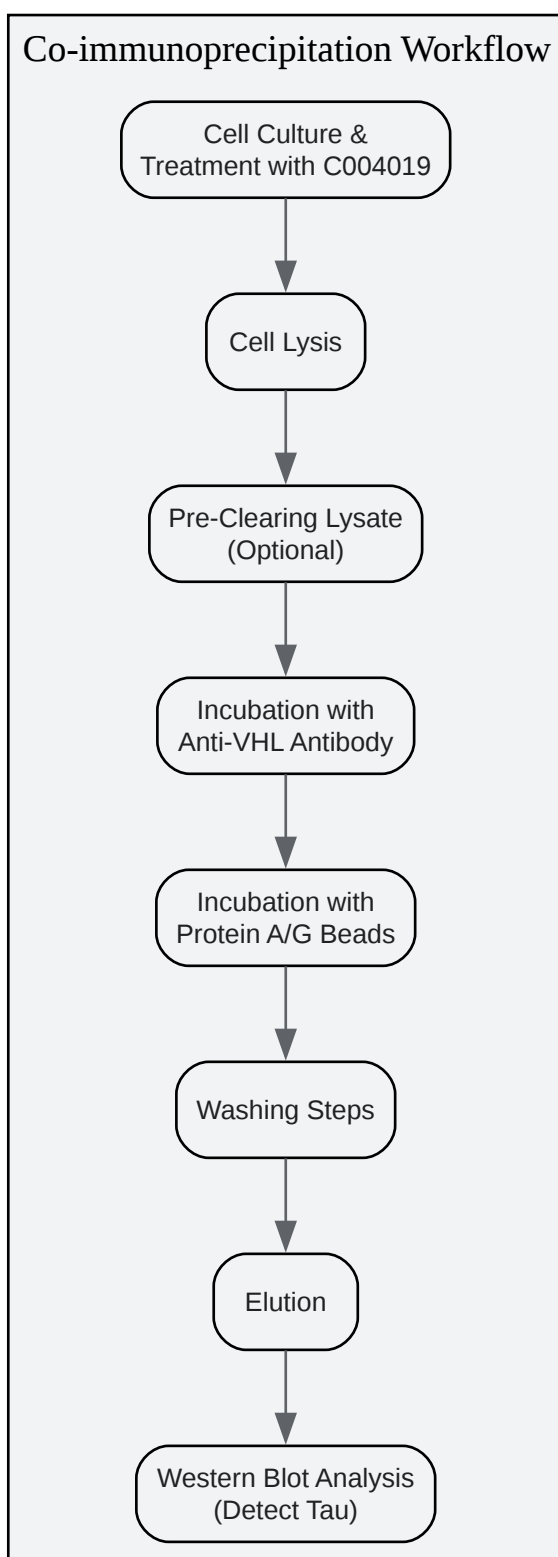 Co-immunoprecipitation Workflow
Cell Culture &
Treatment with C004019
Cell Lysis
Pre-Clearing Lysate
(Optional)
Incubation with
Anti-VHL Antibody
Incubation with
Protein A/G Beads
Washing Steps
Elution
Western Blot Analysis
(Detect Tau)